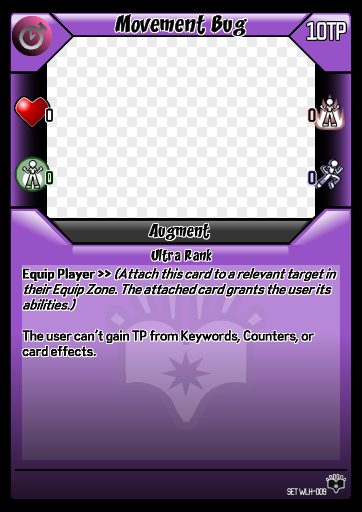 Movement Bug
10TP
0
0
0
0
Augment
Ultra Rank
Equip Player >> (Attach this card to a relevant target in
their Equip Zone. The attached card grants the user its
abilities.)
The user can't gain TP from Keywords, Counters, or
card effects.
SET WLH-009